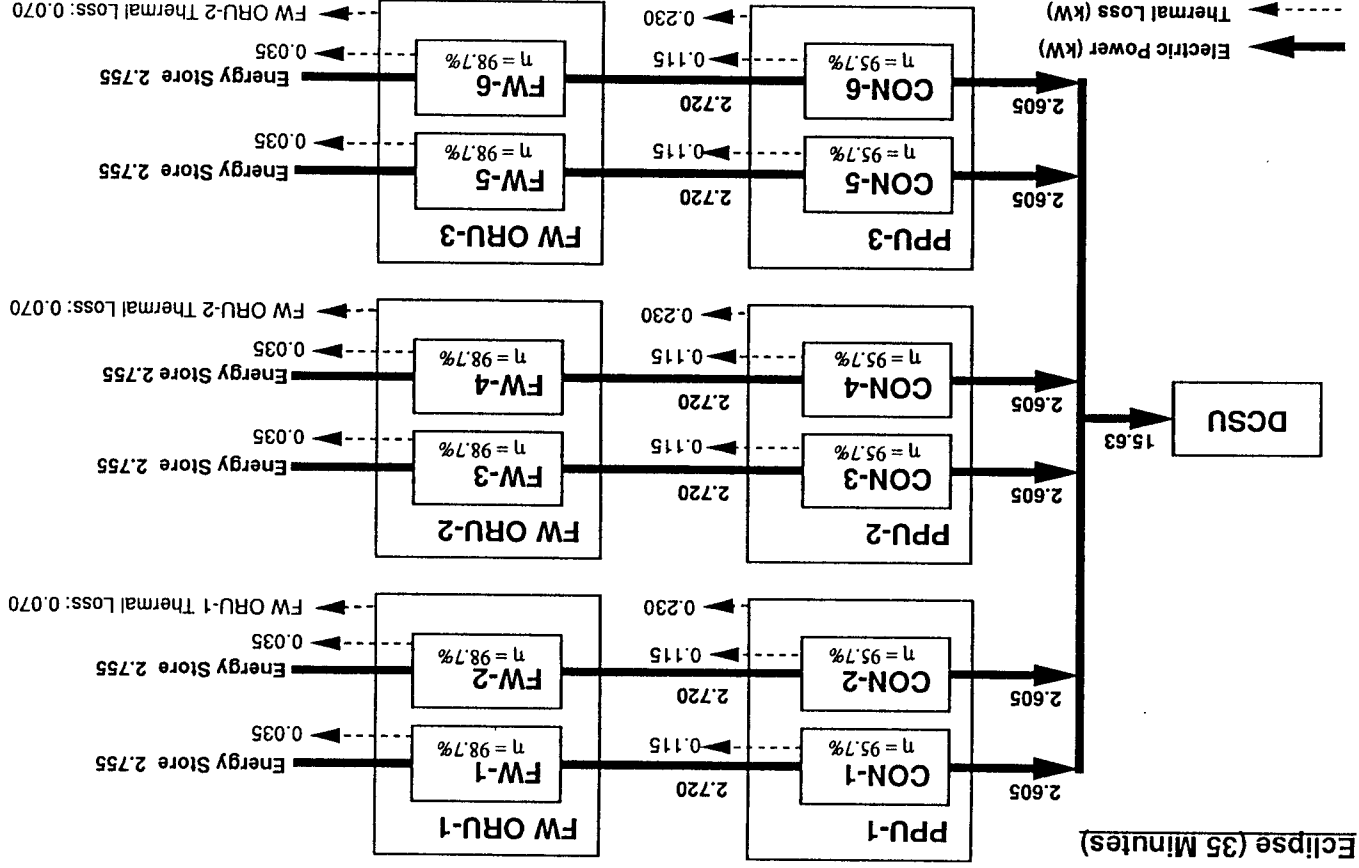 Eclipse (35 Minutes)
PPU-1
FW ORU-1
2.605
CON-1
η = 95.7%
2.720
0.115
FW-1
η = 98.7%
Energy Store 2.755
0.035
2.605
CON-2
η = 95.7%
2.720
0.115
FW-2
η = 98.7%
Energy Store 2.755
0.035
0.230
FW ORU-1 Thermal Loss: 0.070
DCSU
15.63
PPU-2
FW ORU-2
2.605
CON-3
η = 95.7%
2.720
0.115
FW-3
η = 98.7%
Energy Store 2.755
0.035
2.605
CON-4
η = 95.7%
2.720
0.115
FW-4
η = 98.7%
Energy Store 2.755
0.035
0.230
FW ORU-2 Thermal Loss: 0.070
PPU-3
FW ORU-3
2.605
CON-5
η = 95.7%
2.720
0.115
FW-5
η = 98.7%
Energy Store 2.755
0.035
2.605
CON-6
η = 95.7%
2.720
0.115
FW-6
η = 98.7%
Energy Store 2.755
0.035
0.230
FW ORU-2 Thermal Loss: 0.070
Electric Power (kW)
Thermal Loss (kW)